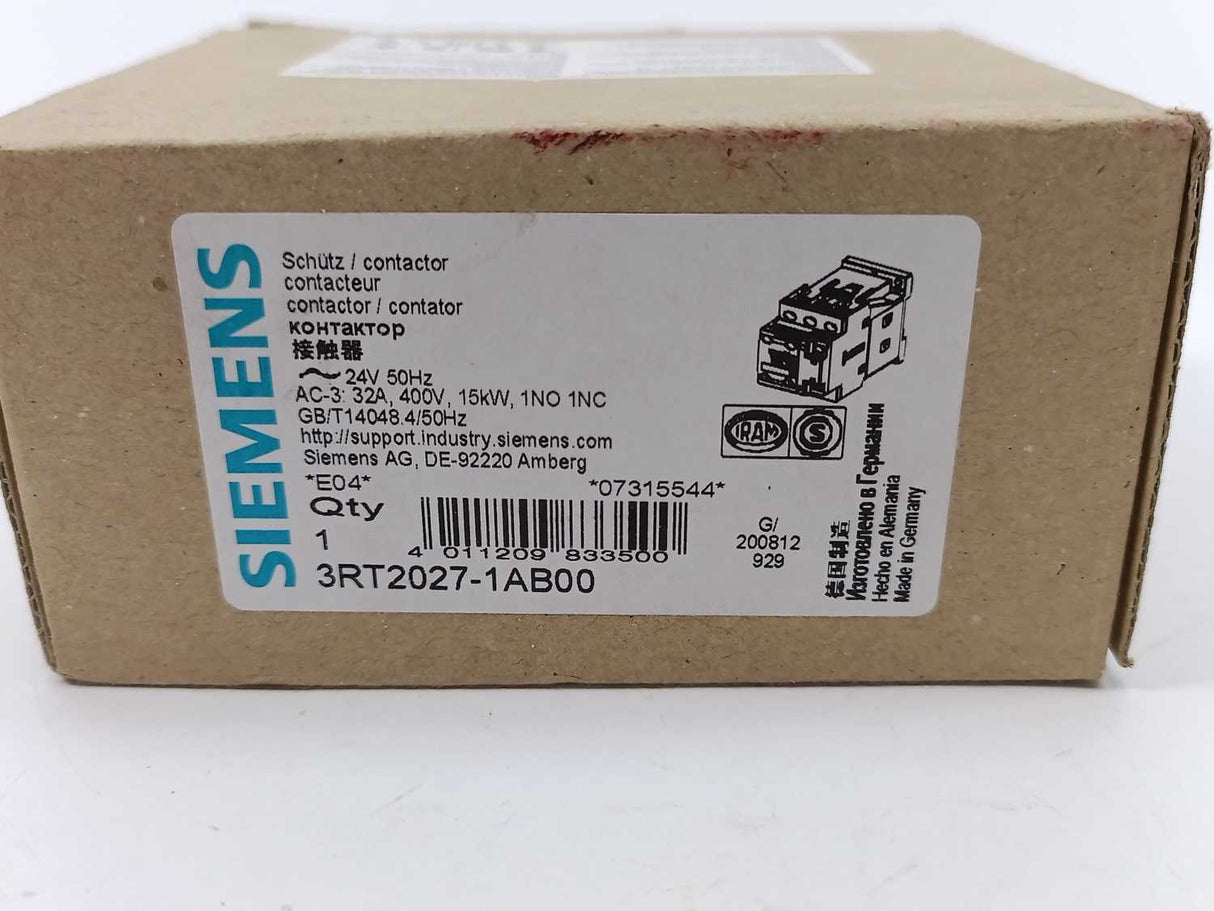 SIEMENS
Schütz / contactor
contacteur
contactor / contator
контактор
接触器
~ 24V 50Hz
AC-3: 32A, 400V, 15kW, 1NO 1NC
GB/T14048.4/50Hz
http://support.industry.siemens.com
Siemens AG, DE-92220 Amberg
*E04*
*07315544*
Qty
1
4 011209 833500
3RT2027-1AB00
IRAM
S
G/
200812
929
德国制造
Изготовлено в Германии
Hecho en Alemania
Made in Germany